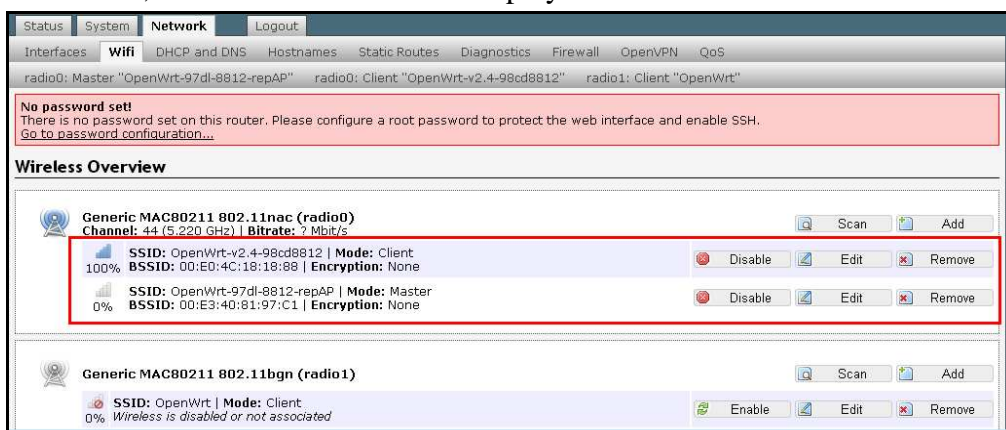 Status System Network Logout
Interfaces Wifi DHCP and DNS Hostnames Static Routes Diagnostics Firewall OpenVPN QoS
radio0: Master "OpenWrt-97dl-8812-repAP" radio0: Client "OpenWrt-v2.4-98cd8812" radio1: Client "OpenWrt"
No password set!
There is no password set on this router. Please configure a root password to protect the web interface and enable SSH.
Go to password configuration...
Wireless Overview
Generic MAC80211 802.11nac (radio0)
Channel: 44 (5.220 GHz) | Bitrate: ? Mbit/s
Scan Add
SSID: OpenWrt-v2.4-98cd8812 | Mode: Client
100% BSSID: 00:E0:4C:18:18:88 | Encryption: None
Disable Edit Remove
SSID: OpenWrt-97dl-8812-repAP | Mode: Master
0% BSSID: 00:E3:40:81:97:C1 | Encryption: None
Disable Edit Remove
Generic MAC80211 802.11bgn (radio1)
Scan Add
SSID: OpenWrt | Mode: Client
0% Wireless is disabled or not associated
Enable Edit Remove